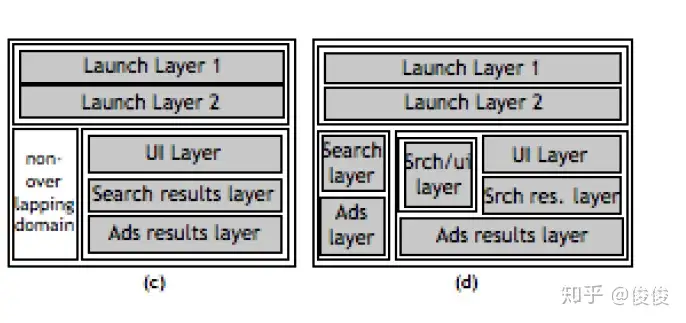 Launch Layer 1
Launch Layer 2
non-
over
lapping
domain
UI Layer
Search results layer
Ads results layer
(c)
Launch Layer 1
Launch Layer 2
Search
layer
Ads
layer
Srch/ui
layer
UI Layer
Srch res. layer
Ads results layer
(d)
知乎 @俊俊